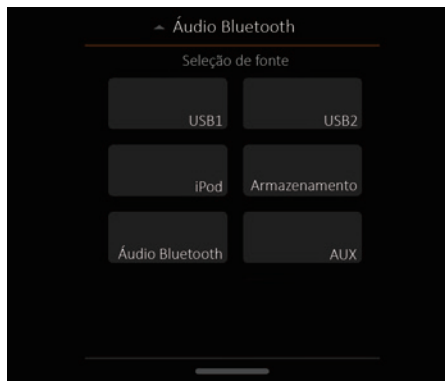 Áudio Bluetooth
Seleção de fonte
USB1
USB2
iPod
Armazenamento
Áudio Bluetooth
AUX